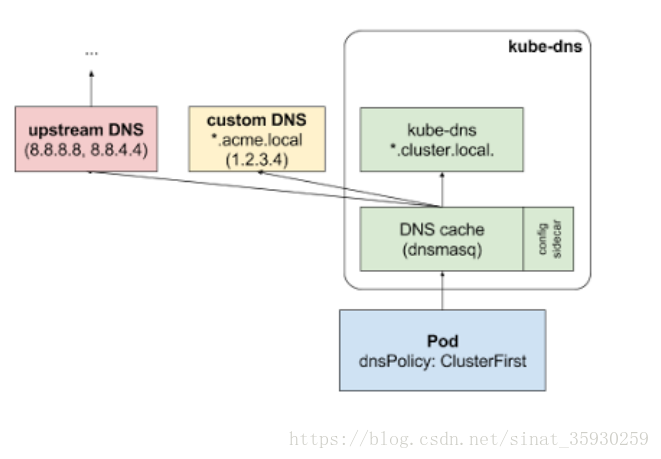 kube-dns
...
upstream DNS
(8.8.8.8, 8.8.4.4)
custom DNS
*.acme.local
(1.2.3.4)
kube-dns
*.cluster.local.
DNS cache
(dnsmasq)
config
sidecar
Pod
dnsPolicy: ClusterFirst
https://blog.csdn.net/sinat_35930259